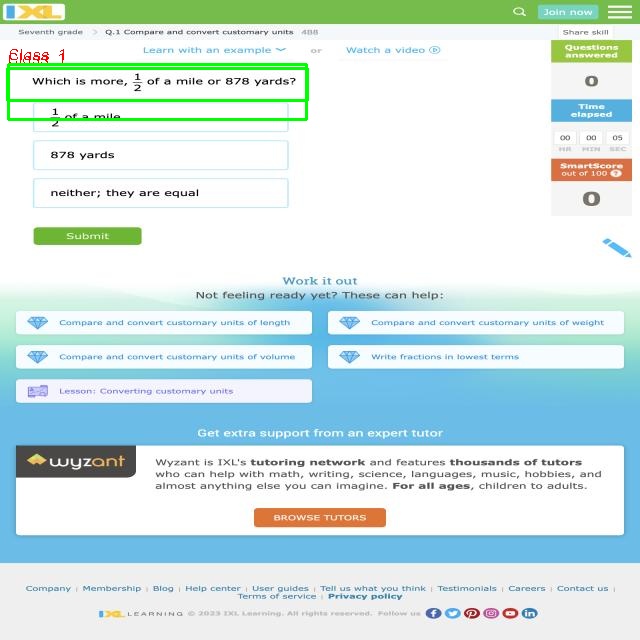 IXL
Join now
Seventh grade > Q.1 Compare and convert customary units 488
Share skill
Class_1
Class_1
Learn with an example or Watch a video
Questions answered
0
Which is more, 1/2 of a mile or 878 yards?
1/2 of a mile
878 yards
neither; they are equal
Submit
Time elapsed
00 00 05
HR MIN SEC
SmartScore
out of 100 ?
0
Work it out
Not feeling ready yet? These can help:
Compare and convert customary units of length
Compare and convert customary units of weight
Compare and convert customary units of volume
Write fractions in lowest terms
Lesson: Converting customary units
Get extra support from an expert tutor
wyzant
Wyzant is IXL's tutoring network and features thousands of tutors
who can help with math, writing, science, languages, music, hobbies, and
almost anything else you can imagine. For all ages, children to adults.
BROWSE TUTORS
Company | Membership | Blog | Help center | User guides | Tell us what you think | Testimonials | Careers | Contact us |
Terms of service | Privacy policy
IXL LEARNING © 2023 IXL Learning. All rights reserved. Follow us